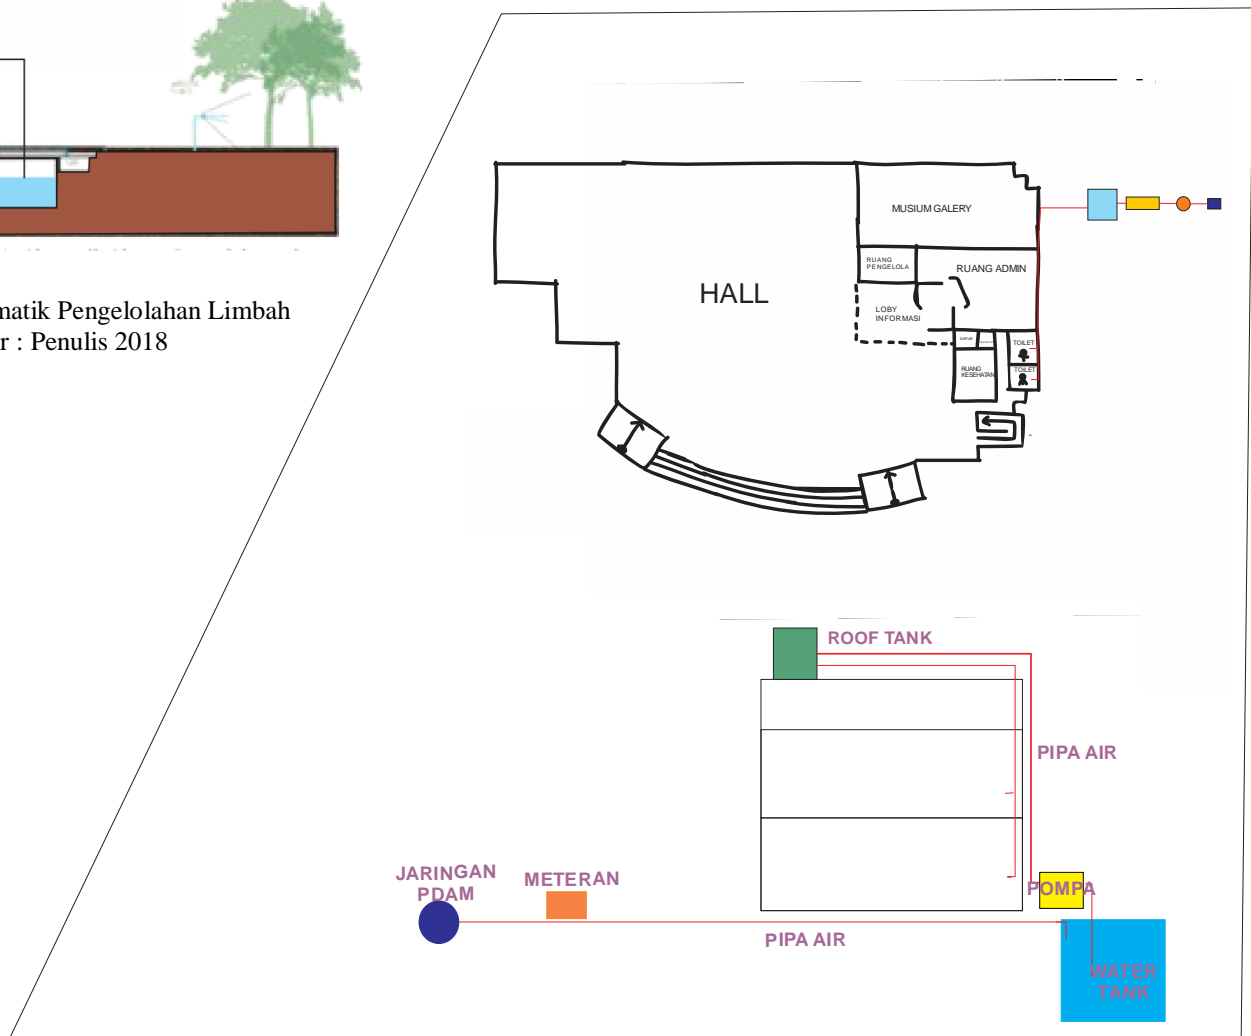 matik Pengelolahan Limbah
r : Penulis 2018
MUSIUM GALERY
RUANG
PENGELOLA
RUANG ADMIN
HALL
LOBY
INFORMASI
TOILET
RUANG
KESEHATAN
TOILET
ROOF TANK
PIPA AIR
JARINGAN
PDAM
METERAN
POMPA
PIPA AIR
WATER
TANK